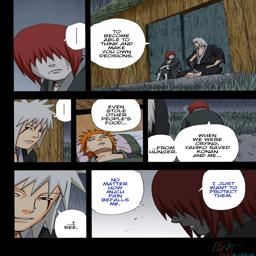 TO
BECOME
ABLE TO
THINK AND
MAKE
YOU OWN
DECISIONS.
EVEN
STOLE
OTHER
PEOPLE'S
FOOD...
WHEN
WE WERE
CRYING,
YAHIKO SAVED
KONAN
AND ME...
...FROM
HUNGER.
...I
SEE.
NO
MATTER
HOW
MUCH
PAIN
BEFALLS
ME.
I JUST
WANT TO
PROTECT
THEM.